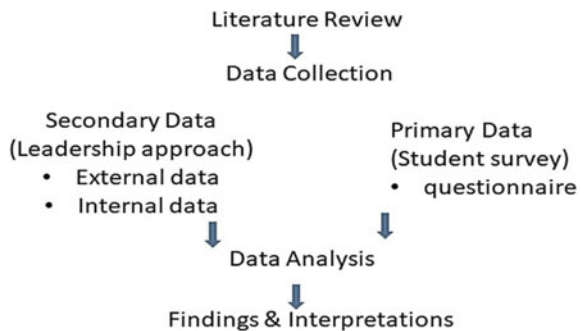 Literature Review
Data Collection
Secondary Data
(Leadership approach)
• External data
• Internal data
Primary Data
(Student survey)
• questionnaire
Data Analysis
Findings & Interpretations